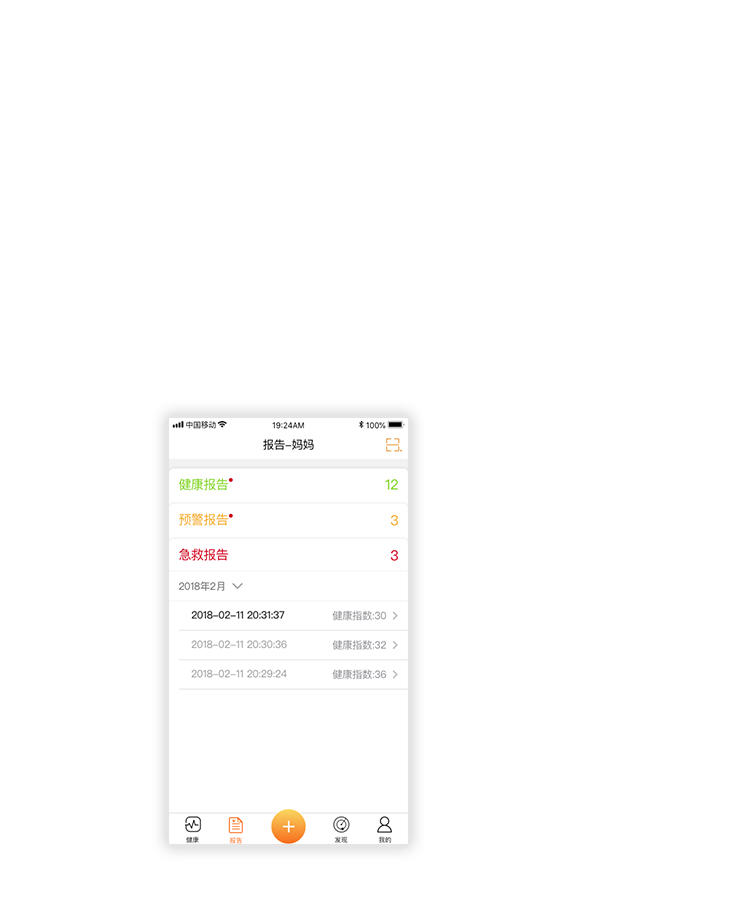 中国移动 19:24AM 100%
报告-妈妈
健康报告 12
预警报告 3
急救报告 3
2018年2月
2018-02-11 20:31:37 健康指数:30
2018-02-11 20:30:36 健康指数:32
2018-02-11 20:29:24 健康指数:36
健康 报告 发现 我的